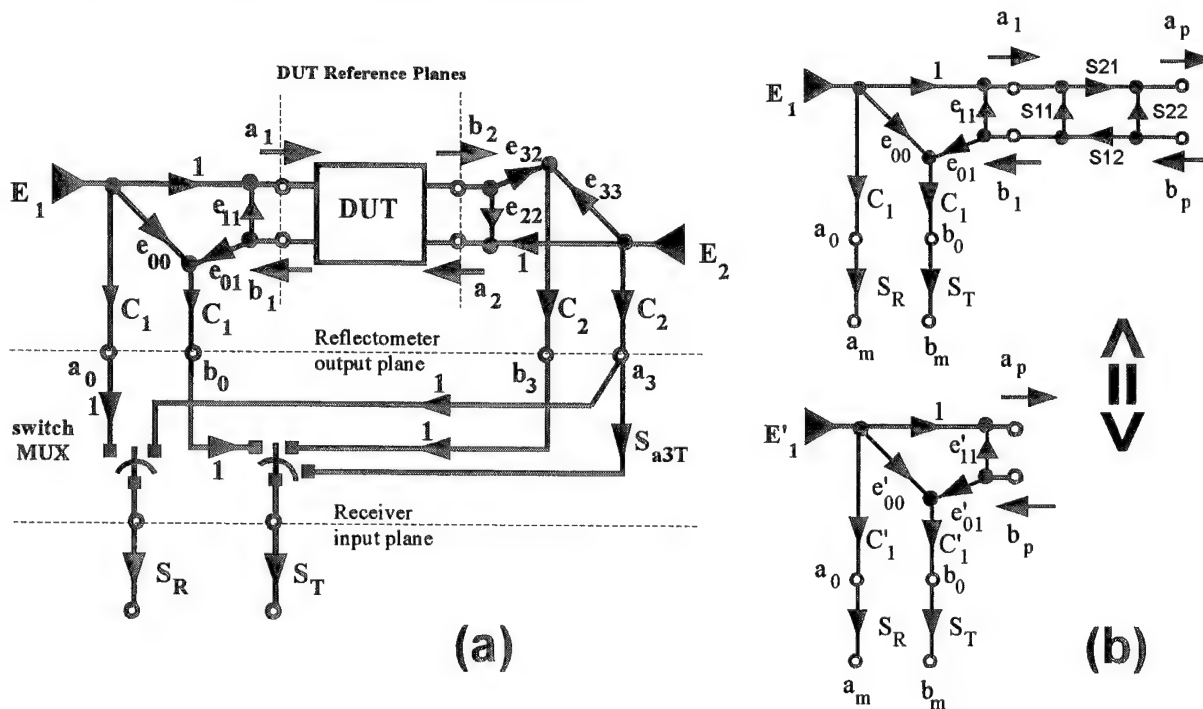 DUT Reference Planes
a1
b2
E1
1
e11
e00
e01
b1
DUT
e32
e33
e22
1
E2
a2
C1
C1
C2
C2
Reflectometer
output plane
a0
b0
b3
a3
1
1
switch
MUX
1
1
Sa3T
Receiver
input plane
SR
ST
(a)
a1
ap
E1
1
S21
e11
S11
S22
e00
e01
S12
b1
bp
C1
C1
a0
b0
SR
ST
am
bm
<=>
ap
E'1
1
e'11
e'00
e'01
bp
C'1
C'1
a0
b0
SR
ST
am
bm
(b)